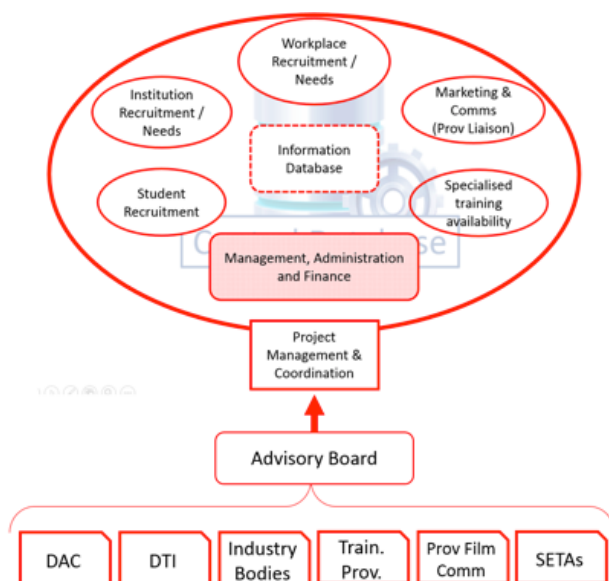 Workplace
Recruitment /
Needs
Institution
Recruitment /
Needs
Marketing &
Comms
(Prov Liaison)
Information
Database
Student
Recruitment
Specialised
training
availability
Management, Administration
and Finance
Project
Management &
Coordination
Advisory Board
DAC
DTI
Industry
Bodies
Train.
Prov.
Prov Film
Comm
SETAs